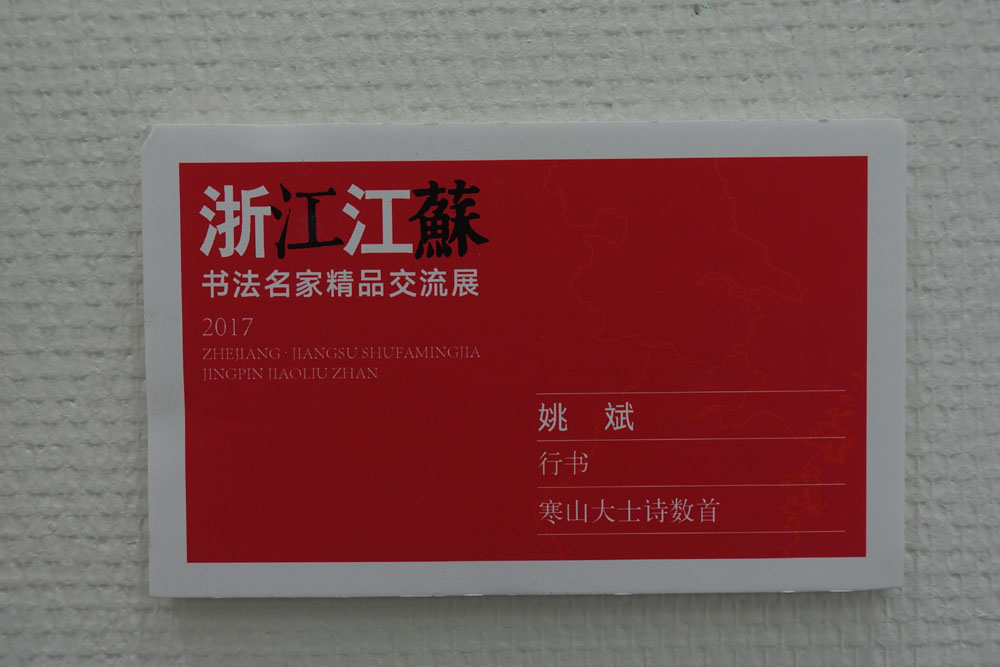 浙江江蘇
书法名家精品交流展
2017
ZHEJIANG · JIANGSU SHUFAMINGJIA
JINGPIN JIAOLIU ZHAN
姚 斌
行书
寒山大士诗数首